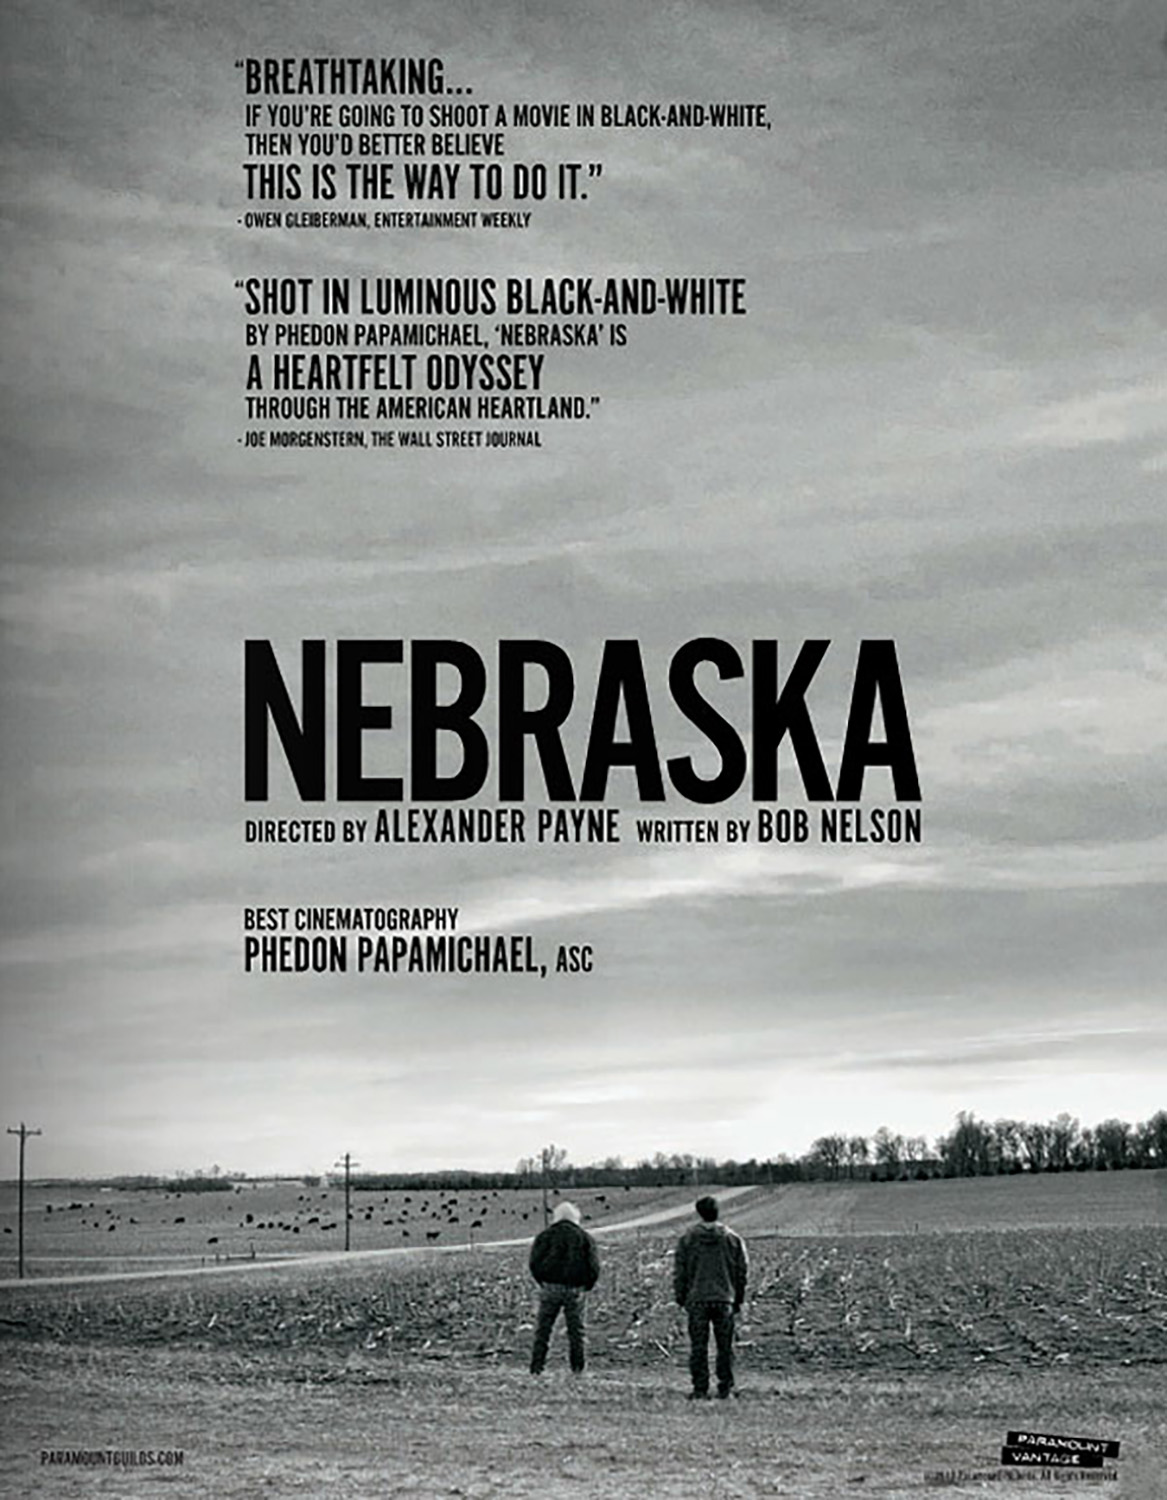 “BREATHTAKING...
IF YOU'RE GOING TO SHOOT A MOVIE IN BLACK-AND-WHITE,
THEN YOU'D BETTER BELIEVE
THIS IS THE WAY TO DO IT.”
- OWEN GLEIBERMAN, ENTERTAINMENT WEEKLY
“SHOT IN LUMINOUS BLACK-AND-WHITE
BY PHEDON PAPAMICHAEL, ‘NEBRASKA’ IS
A HEARTFELT ODYSSEY
THROUGH THE AMERICAN HEARTLAND.”
- JOE MORGENSTERN, THE WALL STREET JOURNAL
NEBRASKA
DIRECTED BY ALEXANDER PAYNE WRITTEN BY BOB NELSON
BEST CINEMATOGRAPHY
PHEDON PAPAMICHAEL, ASC
PARAMOUNTGUILDS.COM
PARAMOUNT
VANTAGE
All Rights Reserved.